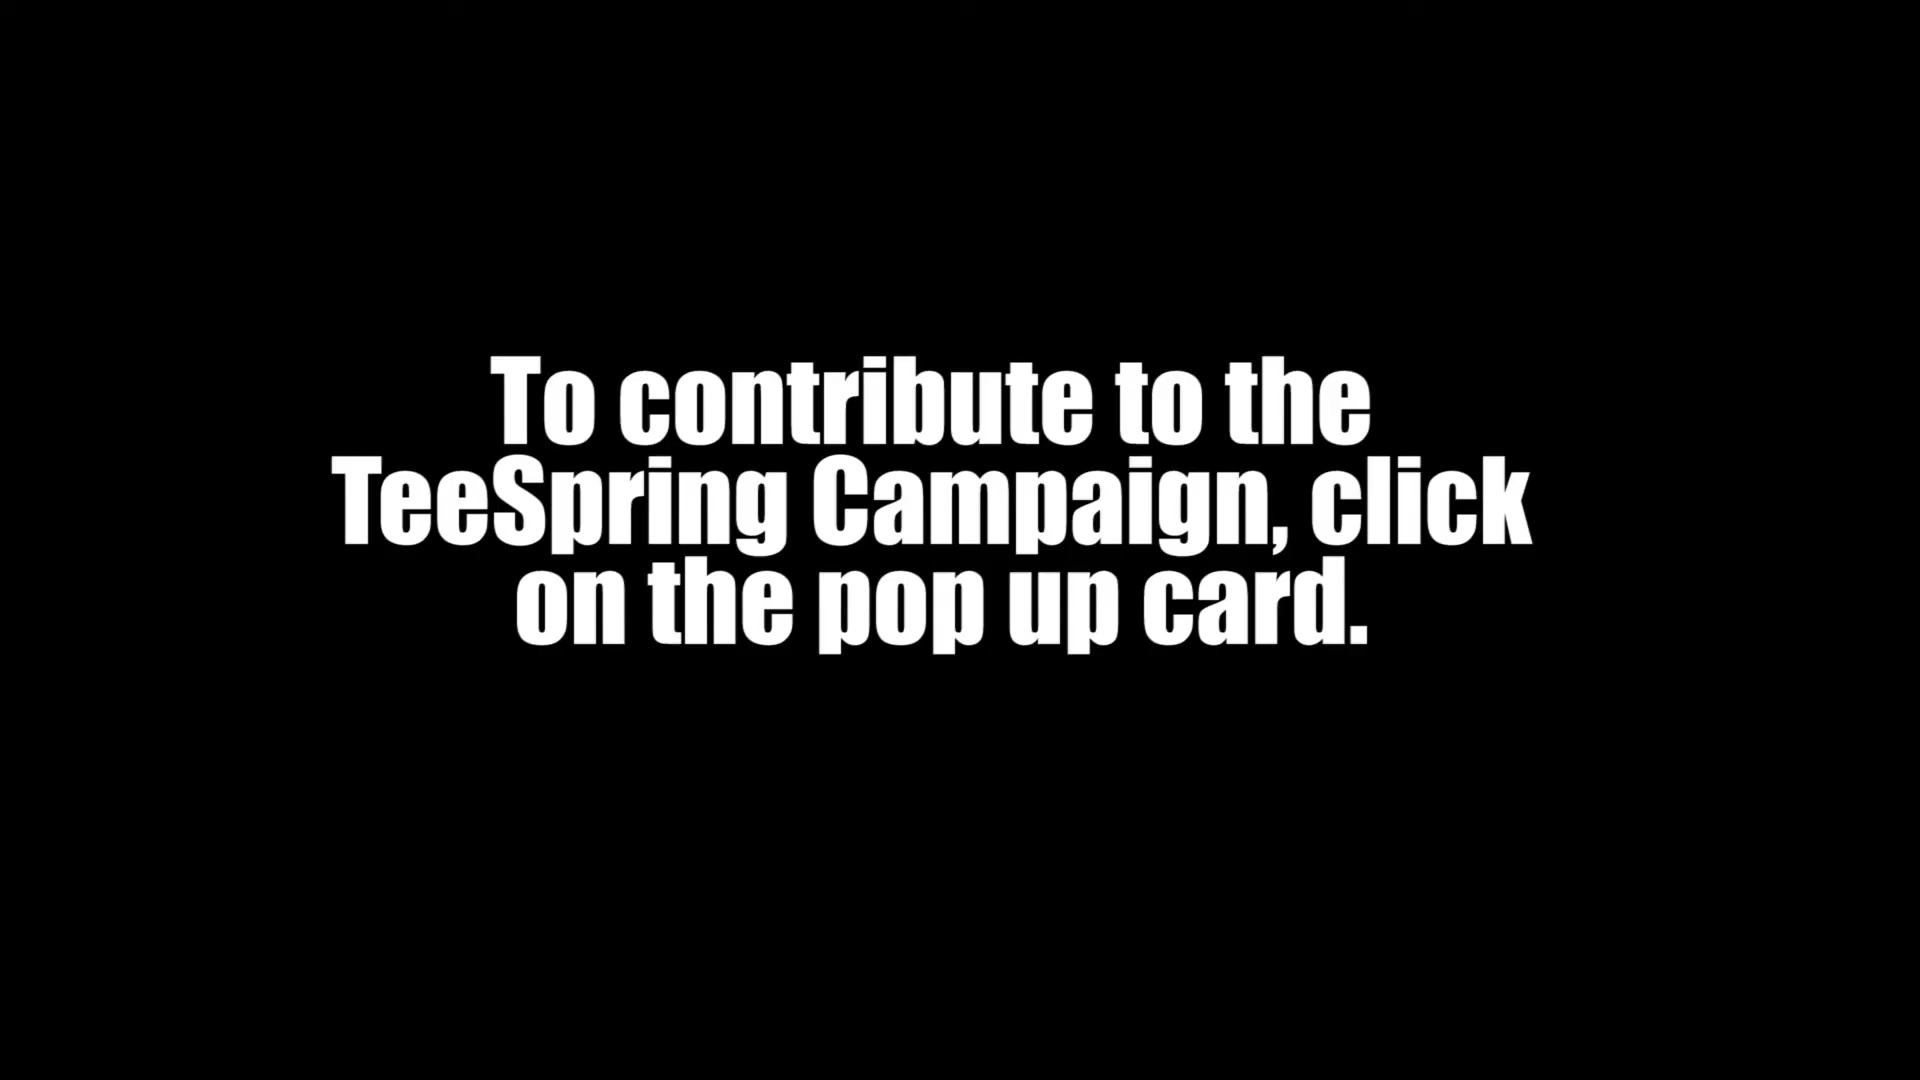 To contribute to the
TeeSpring Campaign, click
on the pop up card.